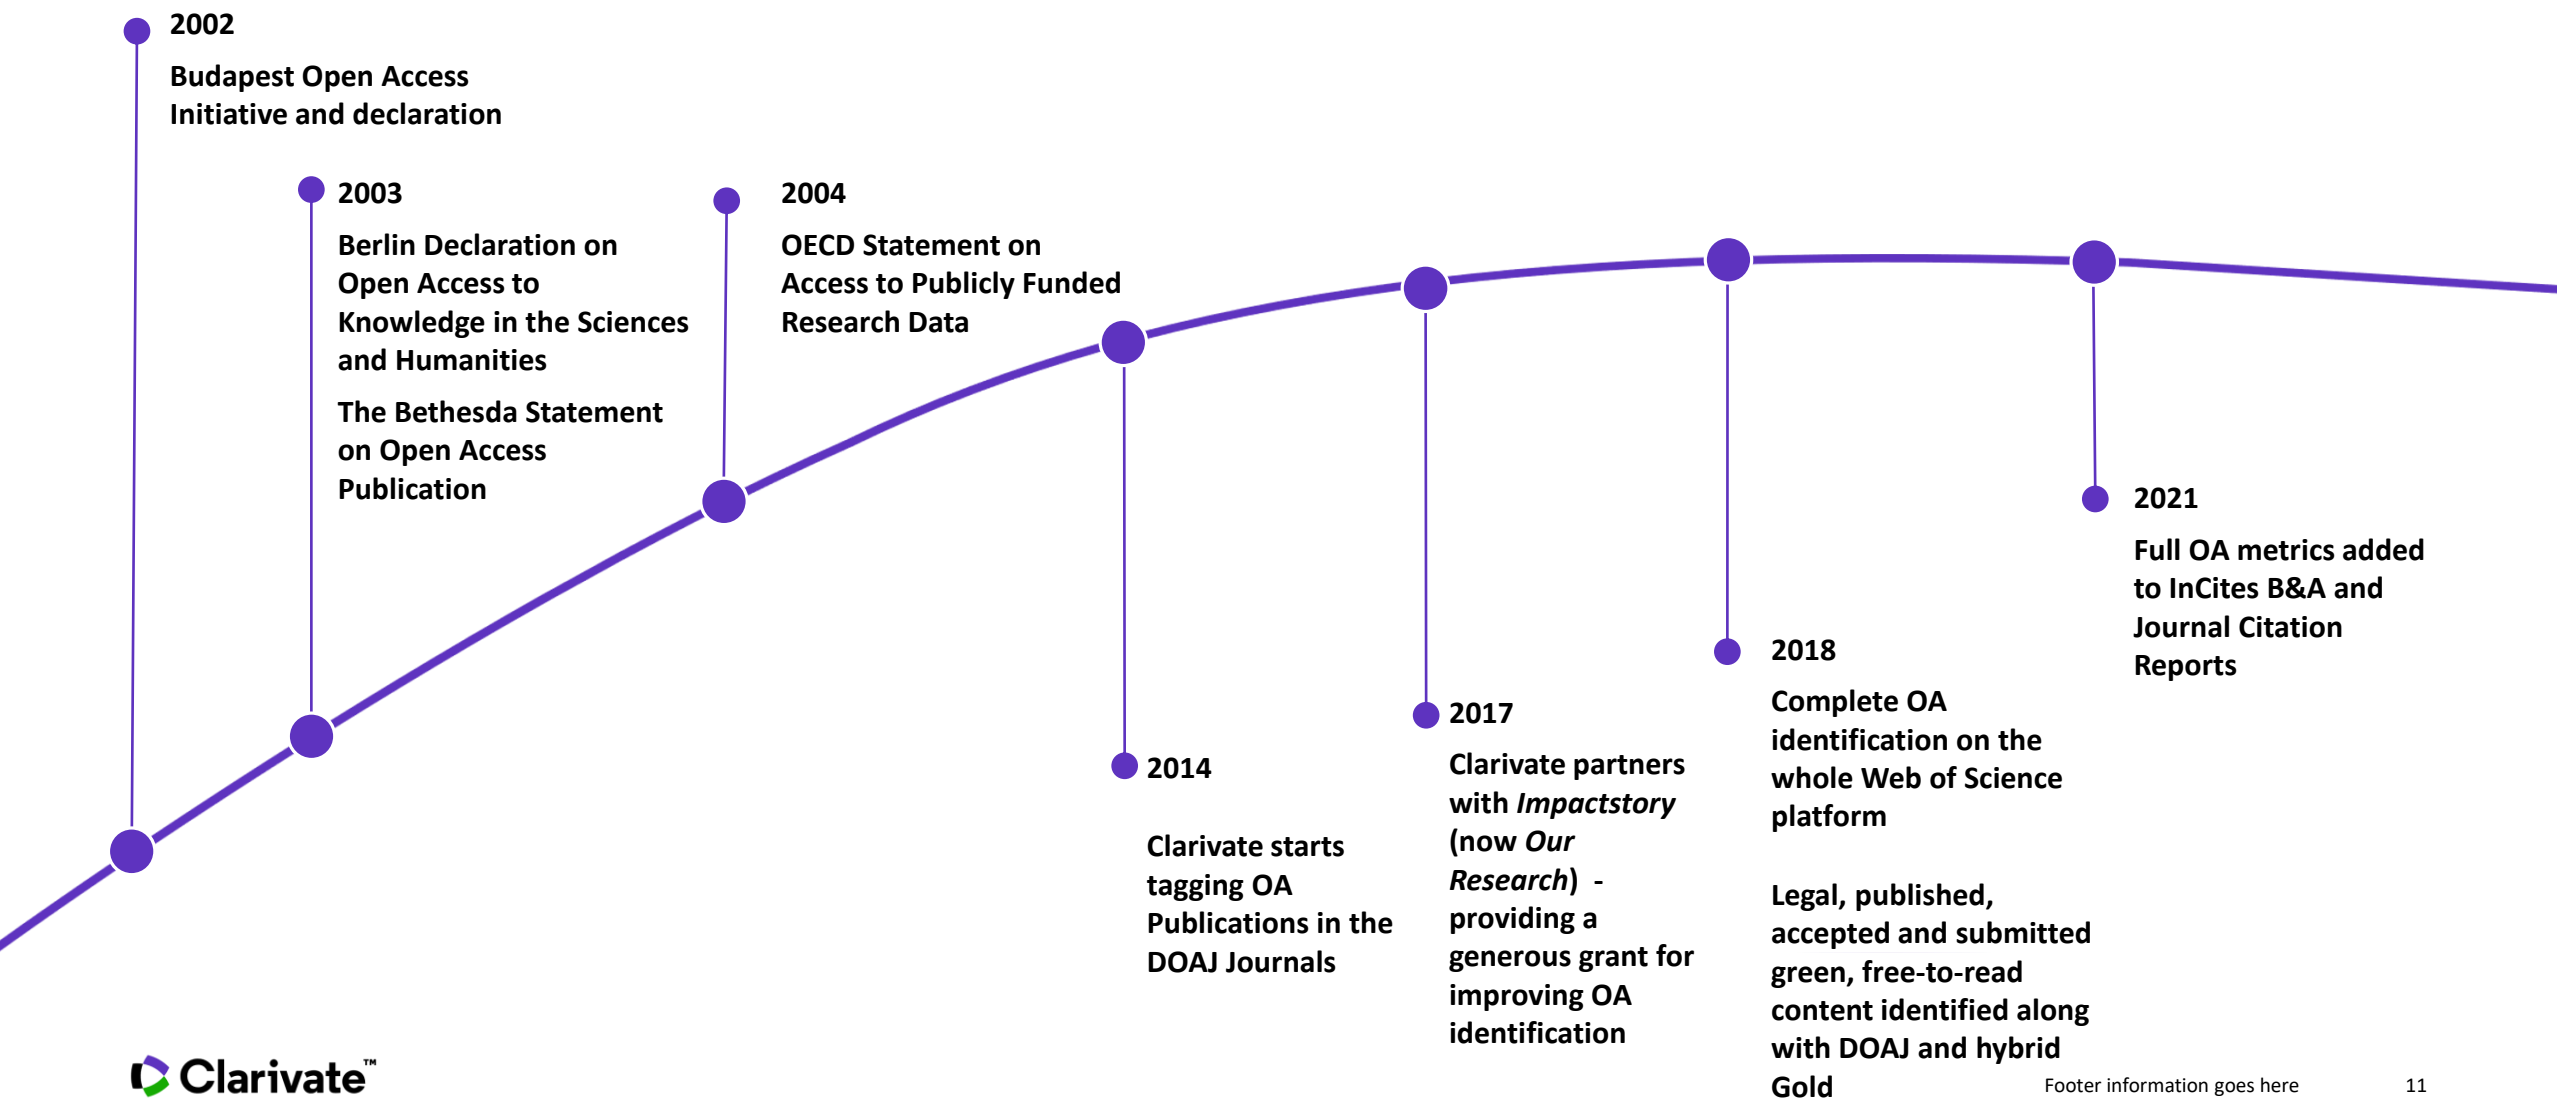 2002
Budapest Open Access
Initiative and declaration
2003
Berlin Declaration on
Open Access to
Knowledge in the Sciences
and Humanities
The Bethesda Statement
on Open Access
Publication
2004
OECD Statement on
Access to Publicly Funded
Research Data
2014
Clarivate starts
tagging OA
Publications in the
DOAJ Journals
2017
Clarivate partners
with Impactstory
(now Our
Research) -
providing a
generous grant for
improving OA
identification
2018
Complete OA
identification on the
whole Web of Science
platform
Legal, published,
accepted and submitted
green, free-to-read
content identified along
with DOAJ and hybrid
Gold
2021
Full OA metrics added
to InCites B&A and
Journal Citation
Reports
Clarivate™
Footer information goes here 11